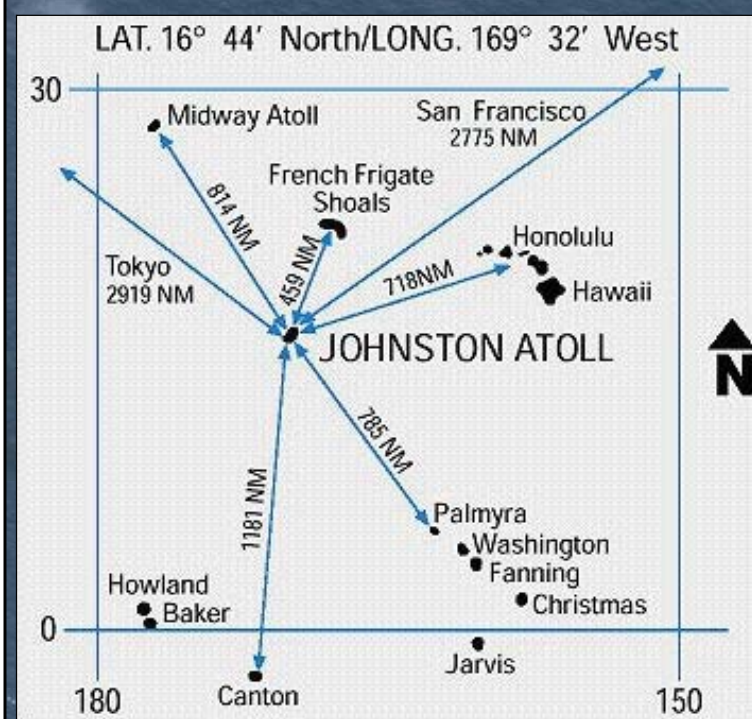 LAT. 16° 44' North/LONG. 169° 32' West
30
Midway Atoll
San Francisco
2775 NM
French Frigate
Shoals
814 NM
459 NM
Honolulu
718NM
Hawaii
Tokyo
2919 NM
JOHNSTON ATOLL
N
785 NM
1181 NM
Palmyra
Washington
Fanning
Howland
Baker
Christmas
0
Jarvis
Canton
180
150